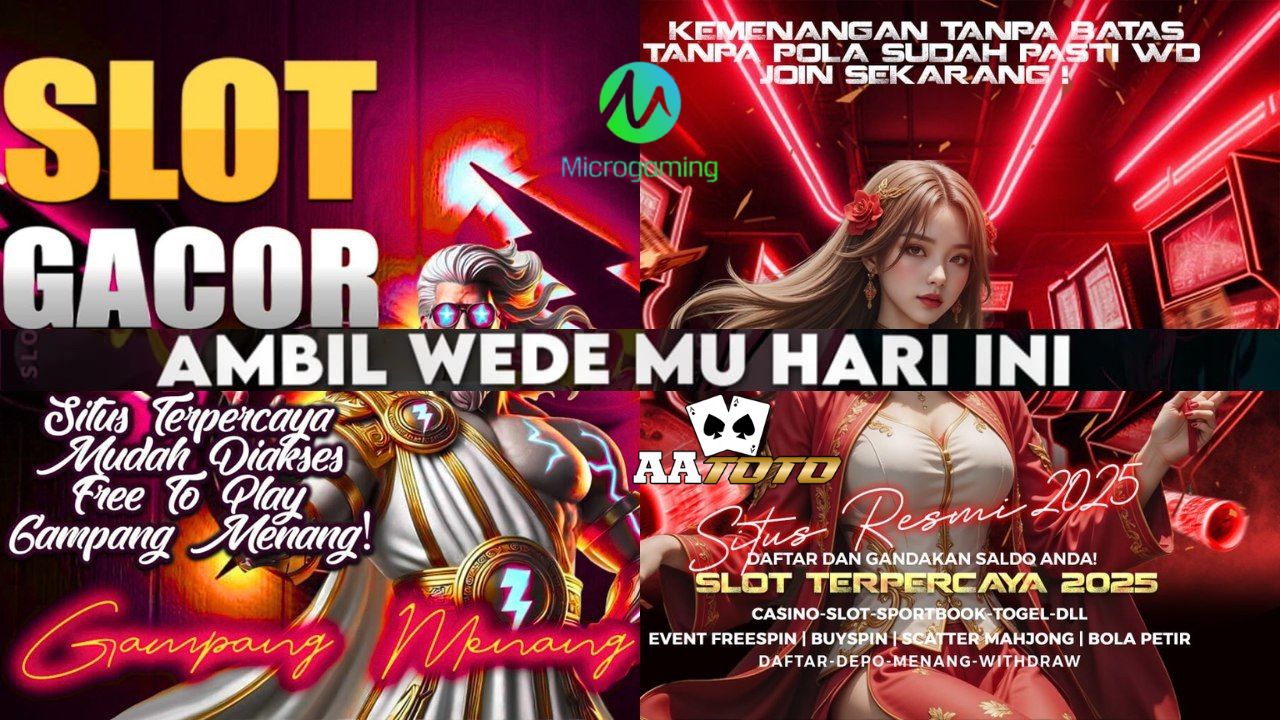 SLOT
GACOR
KEMENANGAN TANPA BATAS
TANPA POLA SUDAH PASTI WD
JOIN SEKARANG !
Microgaming
SLO
AMBIL WEDE MU HARI INI
Situs Terpercaya
Mudah Diakses
Free To Play
Gampang Menang!
Gampang Menang
AATOTO
Situs Resmi 2025
DAFTAR DAN GANDAKAN SALDO ANDA!
SLOT TERPERCAYA 2025
CASINO-SLOT-SPORTBOOK-TOGEL-DLL
EVENT FREESPIN | BUYSPIN | SCATTER MAHJONG | BOLA PETIR
DAFTAR-DEPO-MENANG-WITHDRAW